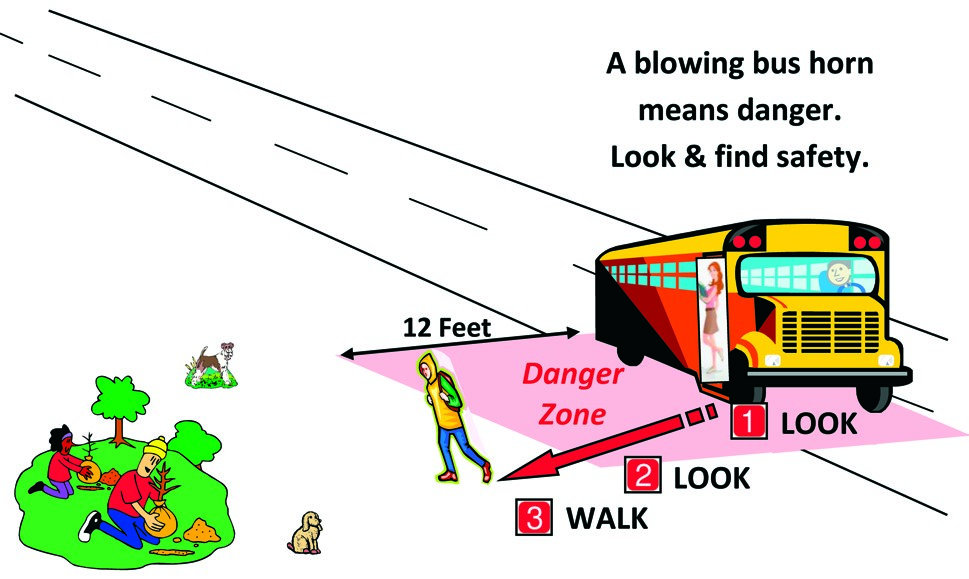 A blowing bus horn
means danger.
Look & find safety.
12 Feet
Danger
Zone
1 LOOK
2 LOOK
3 WALK